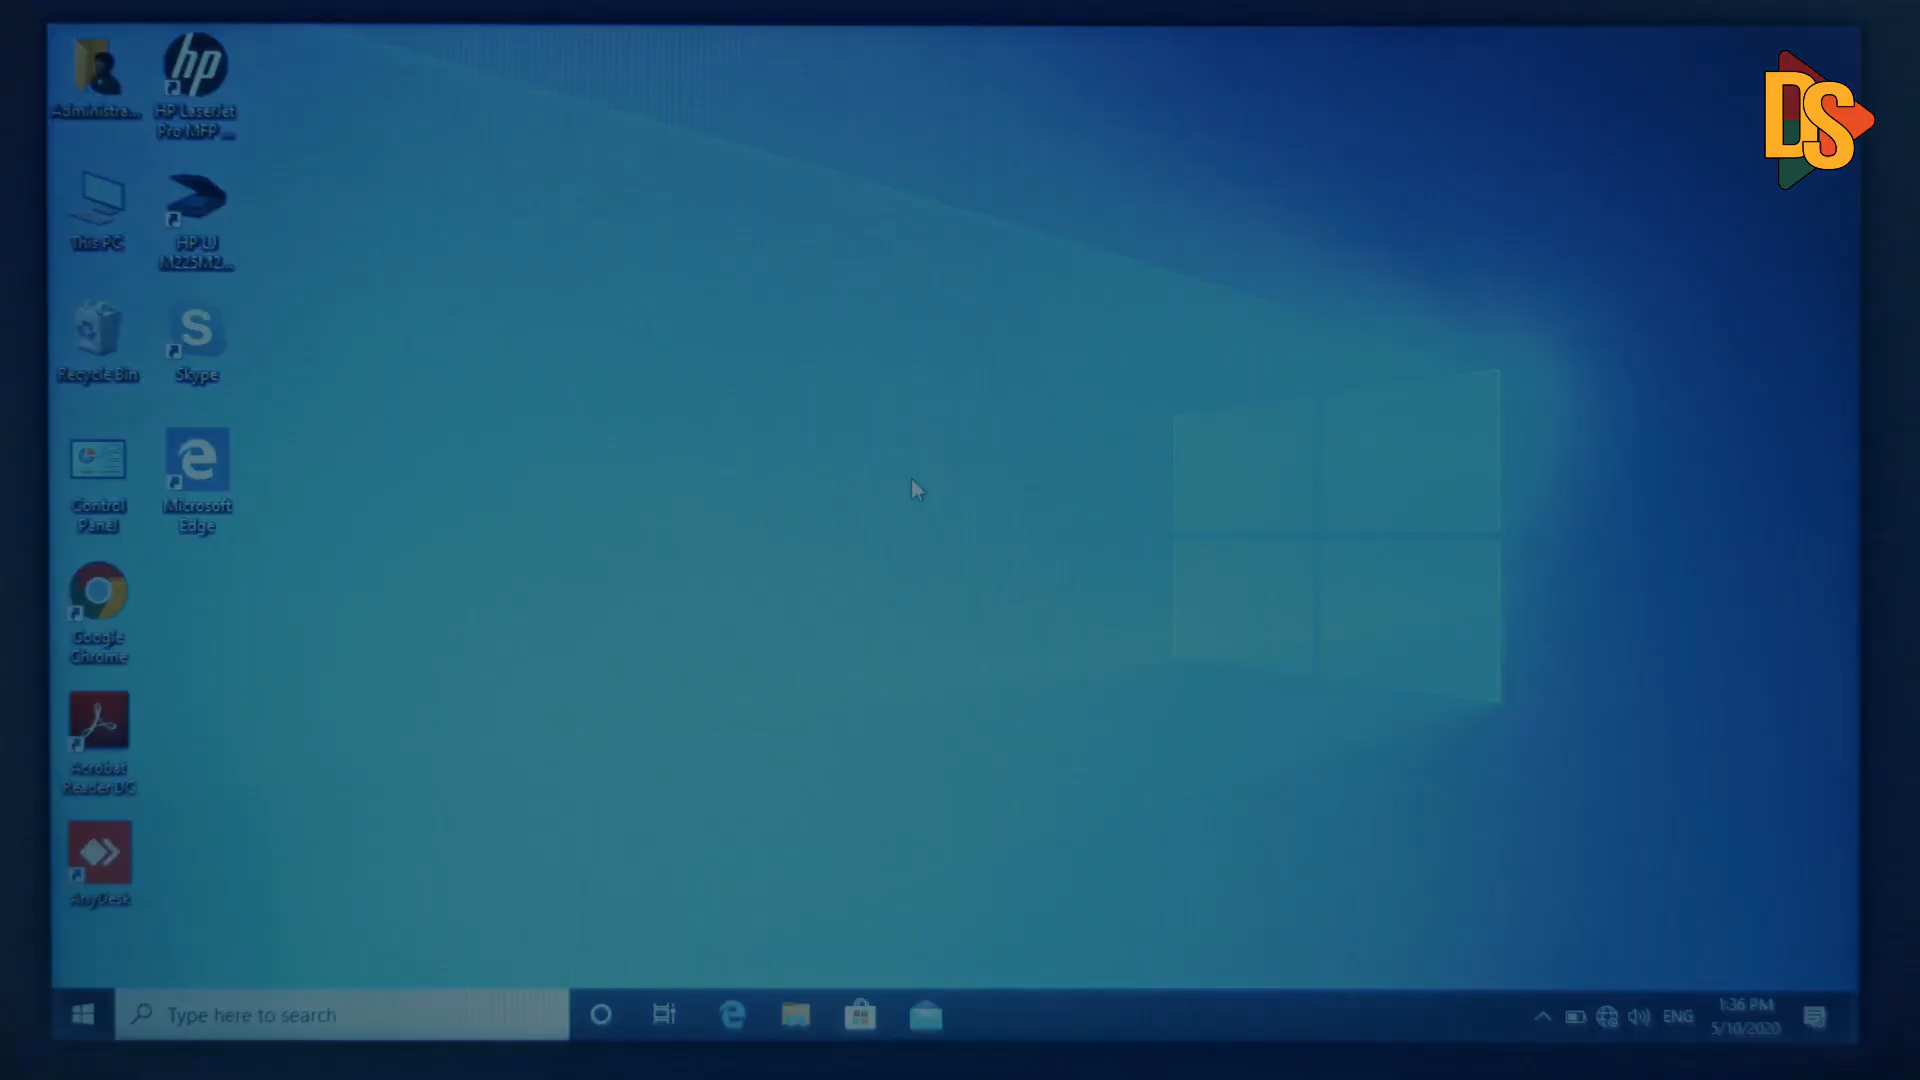 Administra...
hp
HP LaserJet
Pro MFP ...
This PC
HP LJ
M225M2...
Recycle Bin
S
Skype
Control
Panel
Microsoft
Edge
Google
Chrome
Acrobat
Reader DC
AnyDesk
Type here to search
ENG
1:36 PM
5/10/2020
DS